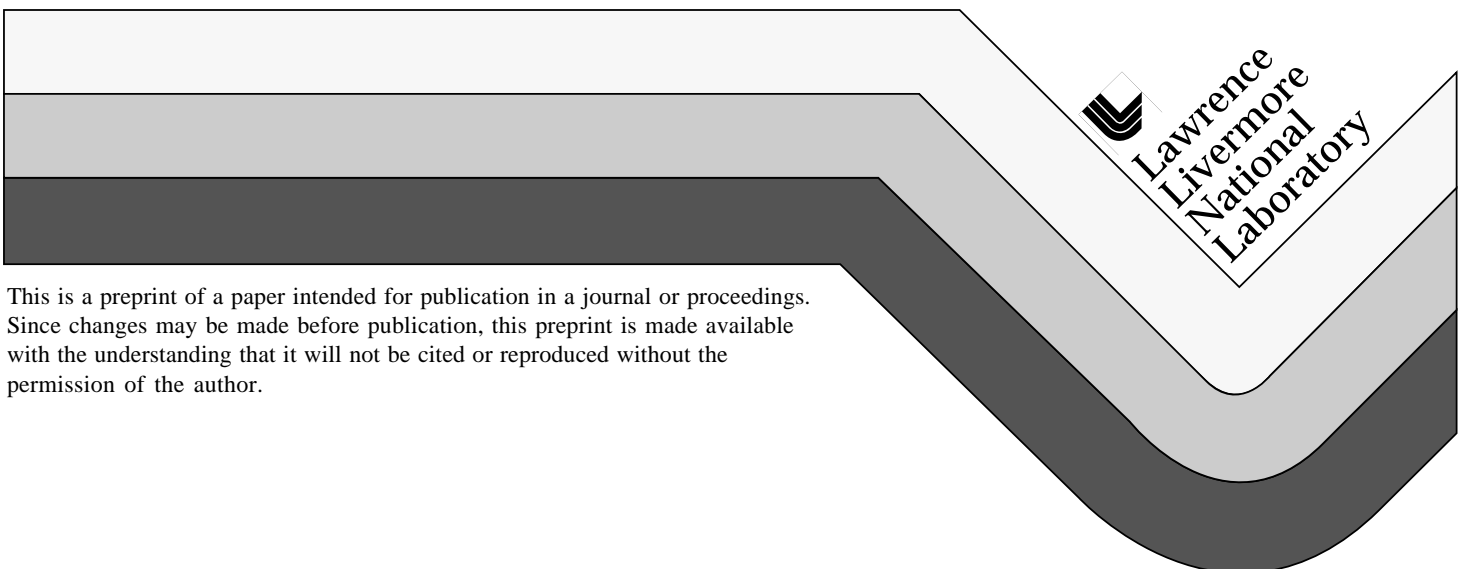 Lawrence
Livermore
National
Laboratory
This is a preprint of a paper intended for publication in a journal or proceedings.
Since changes may be made before publication, this preprint is made available
with the understanding that it will not be cited or reproduced without the
permission of the author.